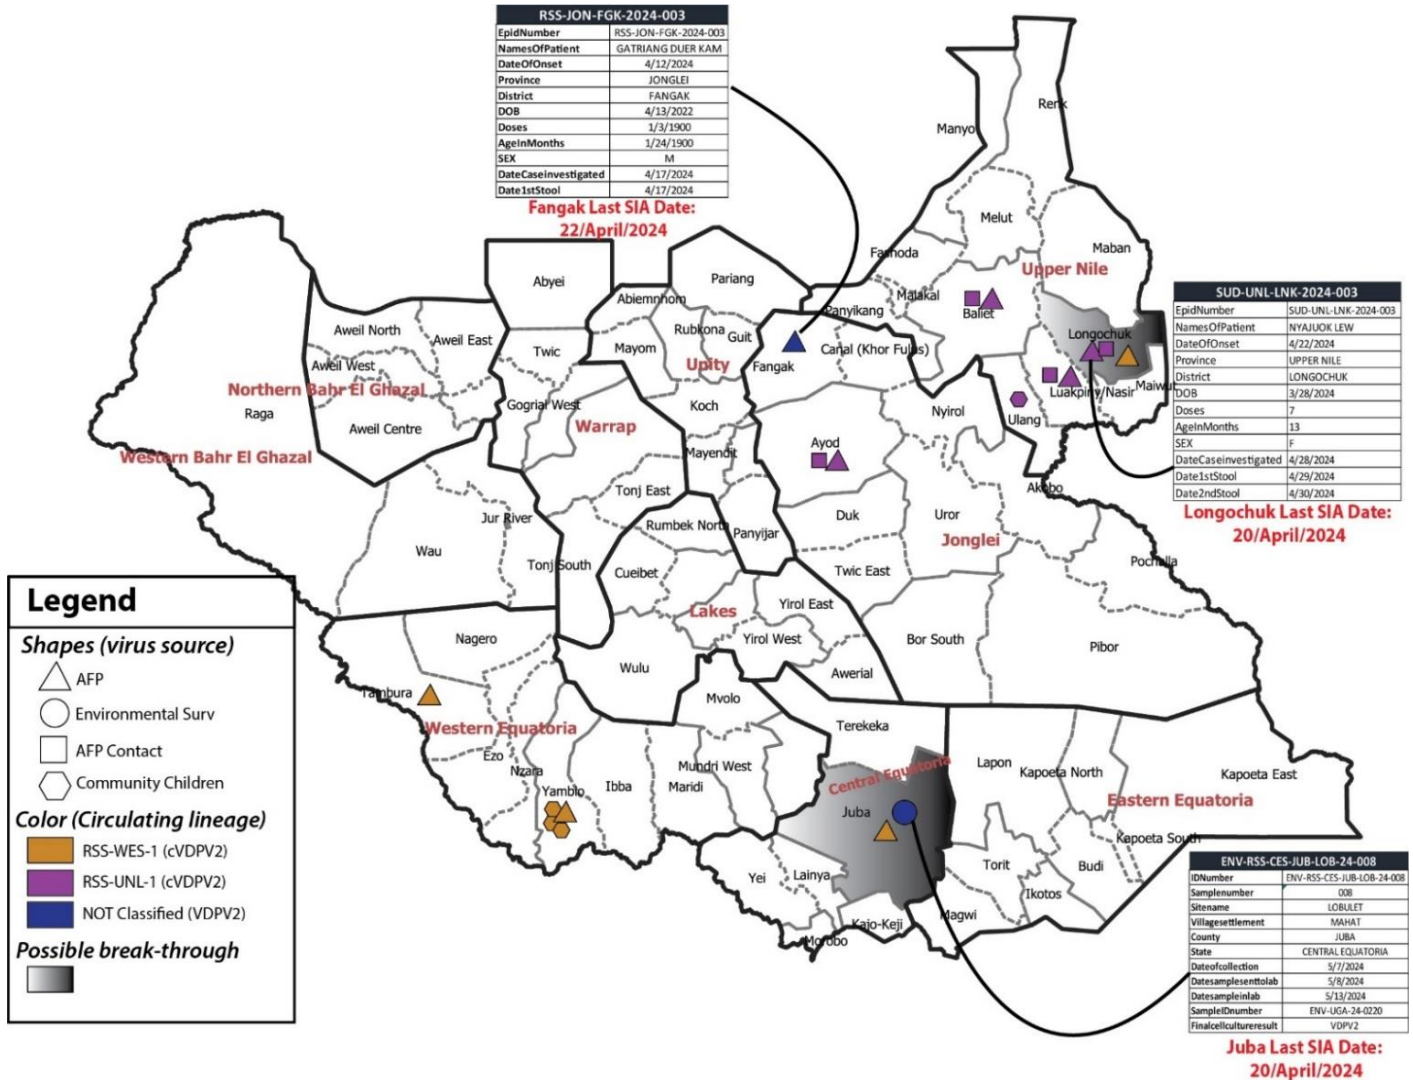 RSS-JON-FGK-2024-003
EpidNumber RSS-JON-FGK-2024-003
NamesOfPatient GATRIANG DUER KAM
DateOfOnset 4/12/2024
Province JONGLEI
District FANGAK
DOB 4/13/2022
Doses 1/3/1900
AgeInMonths 1/24/1900
SEX M
DateCaseinvestigated 4/17/2024
Date1stStool 4/17/2024
Fangak Last SIA Date:
22/April/2024
Renk
Manyo
Melut
Maban
Fashoda
Upper Nile
Abyei
Pariang
Malakal
Abiemnhom
Panyikang
Baliet
Aweil North
Aweil East
Rubkona
Guit
Longochuk
Twic
Mayom
Canal (Khor Fulus)
Aweil West
Unity
Fangak
Maiwut
Northern Bahr El Ghazal
Luakpiny/Nasir
Raga
Gogrial West
Koch
Nyirol
Ulang
Aweil Centre
Warrap
Ayod
Western Bahr El Ghazal
Mayendit
Tonj East
Akobo
Jur River
Rumbek North
Duk
Uror
Panyijar
Jonglei
Wau
Tonj South
Cueibet
Twic East
Pochalla
Lakes
Yirol East
Nagero
Yirol West
Bor South
Pibor
Wulu
Awerial
Tambura
Mvolo
Western Equatoria
Terekeka
Ezo
Nzara
Mundri West
Central Equatoria
Lapon
Kapoeta North
Kapoeta East
Yambio
Ibba
Maridi
Eastern Equatoria
Juba
Kapoeta South
Yei
Lainya
Torit
Budi
Ikotos
Kajo-Keji
Magwi
Morobo
SUD-UNL-LNK-2024-003
EpidNumber SUD-UNL-LNK-2024-003
NamesOfPatient NYAJUOK LEW
DateOfOnset 4/22/2024
Province UPPER NILE
District LONGOCHUK
DOB 3/28/2024
Doses 7
AgeInMonths 13
SEX F
DateCaseinvestigated 4/28/2024
Date1stStool 4/29/2024
Date2ndStool 4/30/2024
Longochuk Last SIA Date:
20/April/2024
Legend
Shapes (virus source)
AFP
Environmental Surv
AFP Contact
Community Children
Color (Circulating lineage)
RSS-WES-1 (cVDPV2)
RSS-UNL-1 (cVDPV2)
NOT Classified (VDPV2)
Possible break-through
ENV-RSS-CES-JUB-LOB-24-008
IDNumber ENV-RSS-CES-JUB-LOB-24-008
Samplenumber 008
Sitename LOBULET
Villagesettlement MAHAT
County JUBA
State CENTRAL EQUATORIA
Dateofcollection 5/7/2024
Datesamplesenttolab 5/8/2024
Datesampleinlab 5/13/2024
SampleIDnumber ENV-UGA-24-0220
Finalcellcultureresult VDPV2
Juba Last SIA Date:
20/April/2024